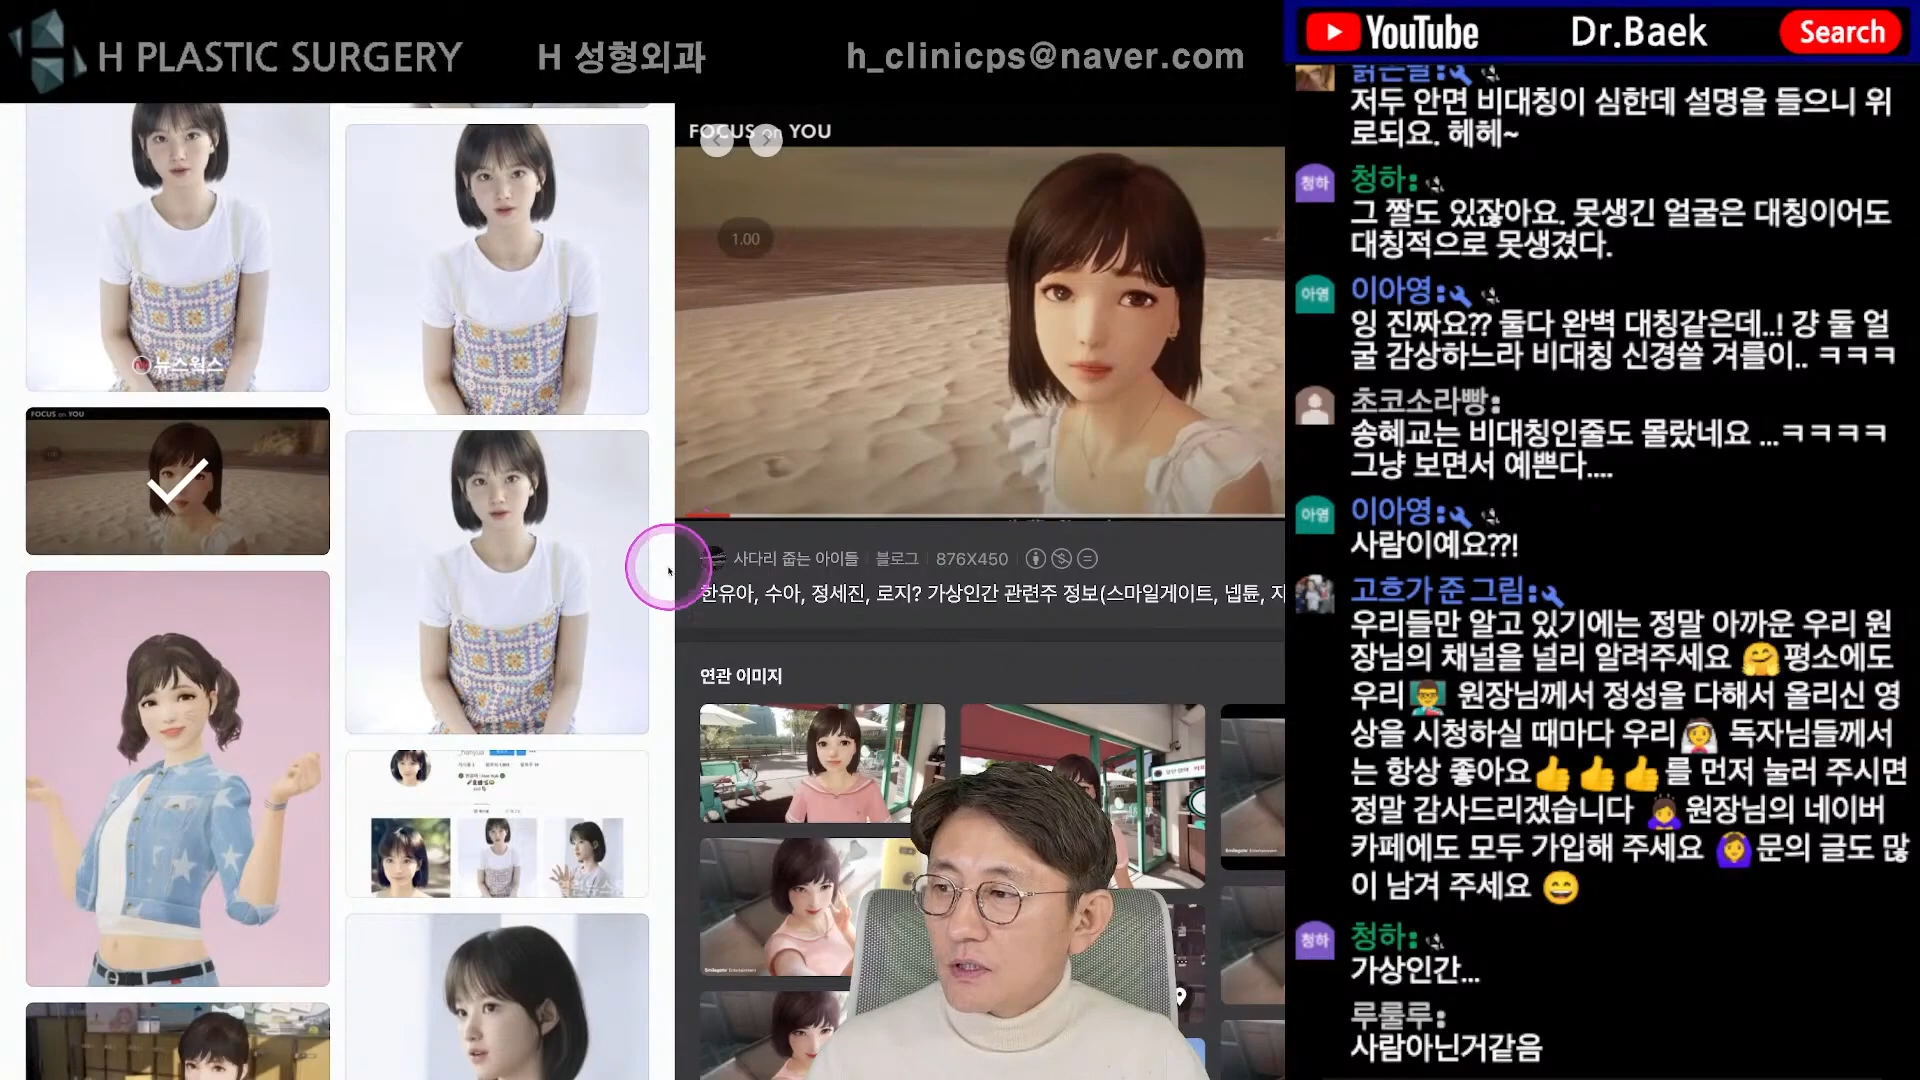 H PLASTIC SURGERY
H 성형외과
h_clinicps@naver.com
YouTube
Dr.Baek
Search
뉴스웍스
FOCUS on YOU
FOCUS on YOU
1.00
사다리 줍는 아이들
블로그
876X450
한유아, 수아, 정세진, 로지? 가상인간 관련주 정보(스마일게이트, 넵튠, 자
연관 이미지
Smilegate Entertainment
Smilegate Entertainment
저두 안면 비대칭이 심한데 설명을 들으니 위
로되요. 헤헤~
청하
청하:
그 짤도 있잖아요. 못생긴 얼굴은 대칭이어도
대칭적으로 못생겼다.
아영
이아영:
잉 진짜요?? 둘다 완벽 대칭같은데..! 걍 둘 얼
굴 감상하느라 비대칭 신경쓸 겨를이.. ㅋㅋㅋ
초코소라빵:
송혜교는 비대칭인줄도 몰랐네요 ...ㅋㅋㅋㅋ
그냥 보면서 예쁜다....
아영
이아영:
사람이예요??!
고흐가 준 그림:
우리들만 알고 있기에는 정말 아까운 우리 원
장님의 채널을 널리 알려주세요 🤗평소에도
우리👨‍🏫 원장님께서 정성을 다해서 올리신 영
상을 시청하실 때마다 우리👰 독자님들께서
는 항상 좋아요👍👍👍를 먼저 눌러 주시면
정말 감사드리겠습니다 🙇‍♀️원장님의 네이버
카페에도 모두 가입해 주세요 🙆‍♀️문의 글도 많
이 남겨 주세요 😄
청하
청하:
가상인간...
루룰루:
사람아닌거같음